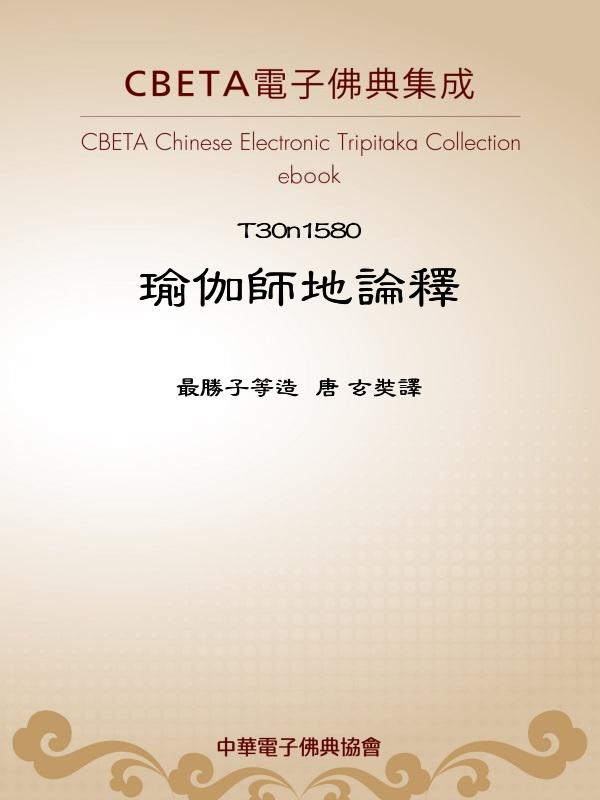 CBETA電子佛典集成
CBETA Chinese Electronic Tripitaka Collection
ebook
T30n1580
瑜伽師地論釋
最勝子等造 唐 玄奘譯
中華電子佛典協會